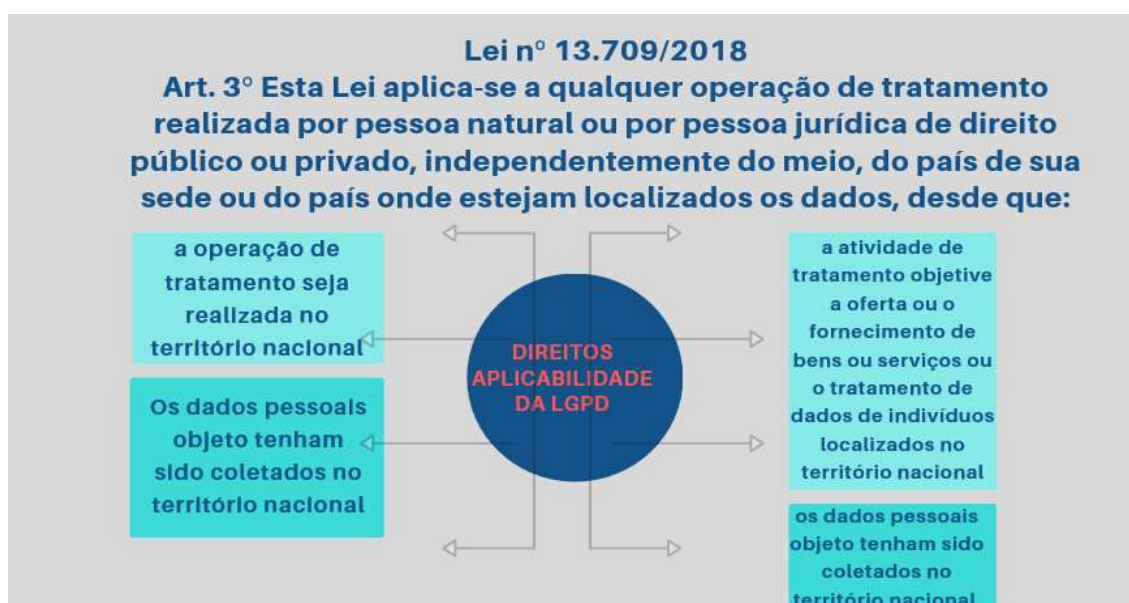 Lei nº 13.709/2018
Art. 3º Esta Lei aplica-se a qualquer operação de tratamento
realizada por pessoa natural ou por pessoa jurídica de direito
público ou privado, independentemente do meio, do país de sua
sede ou do país onde estejam localizados os dados, desde que:
a operação de
tratamento seja
realizada no
território nacional
Os dados pessoais
objeto tenham
sido coletados no
território nacional
DIREITOS
APLICABILIDADE
DA LGPD
a atividade de
tratamento objetive
a oferta ou o
fornecimento de
bens ou serviços ou
o tratamento de
dados de indivíduos
localizados no
território nacional
os dados pessoais
objeto tenham sido
coletados no
território nacional